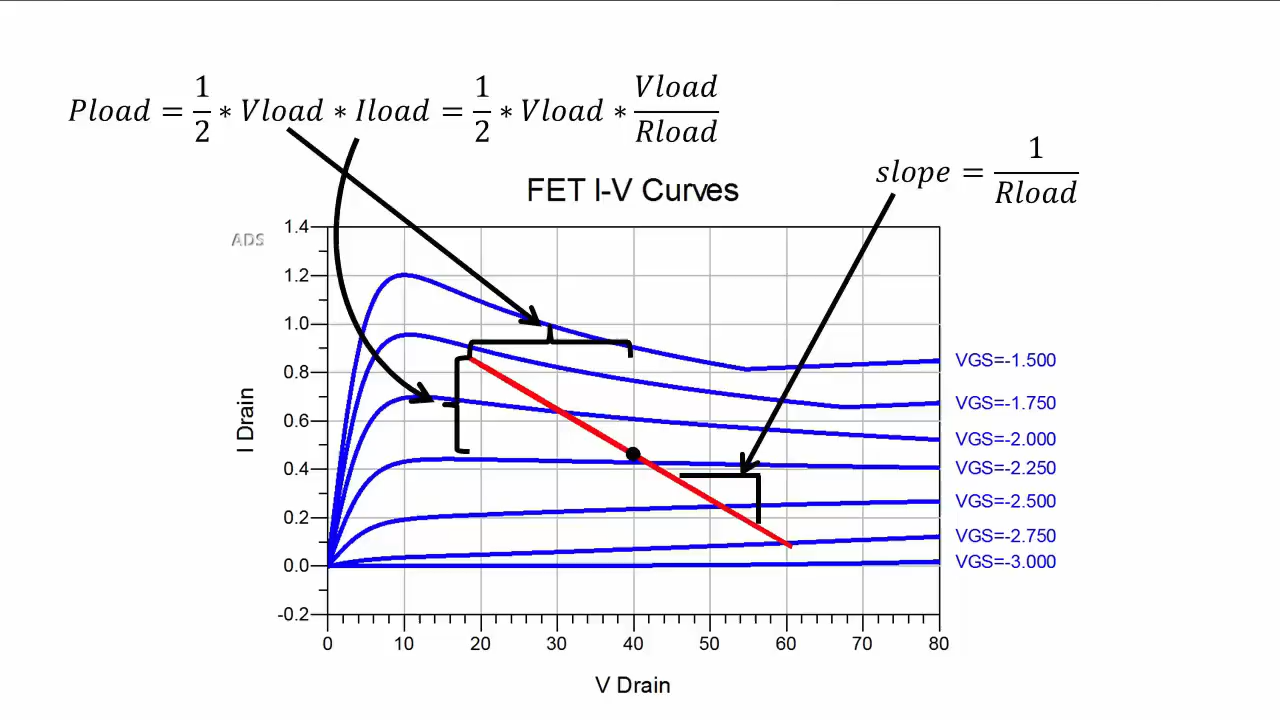 Pload = 1/2 * Vload * Iload = 1/2 * Vload * Vload/Rload
slope = 1/Rload
FET I-V Curves
ADS
1.4
1.2
1.0
0.8
0.6
0.4
0.2
0.0
-0.2
I Drain
VGS=-1.500
VGS=-1.750
VGS=-2.000
VGS=-2.250
VGS=-2.500
VGS=-2.750
VGS=-3.000
0 10 20 30 40 50 60 70 80
V Drain